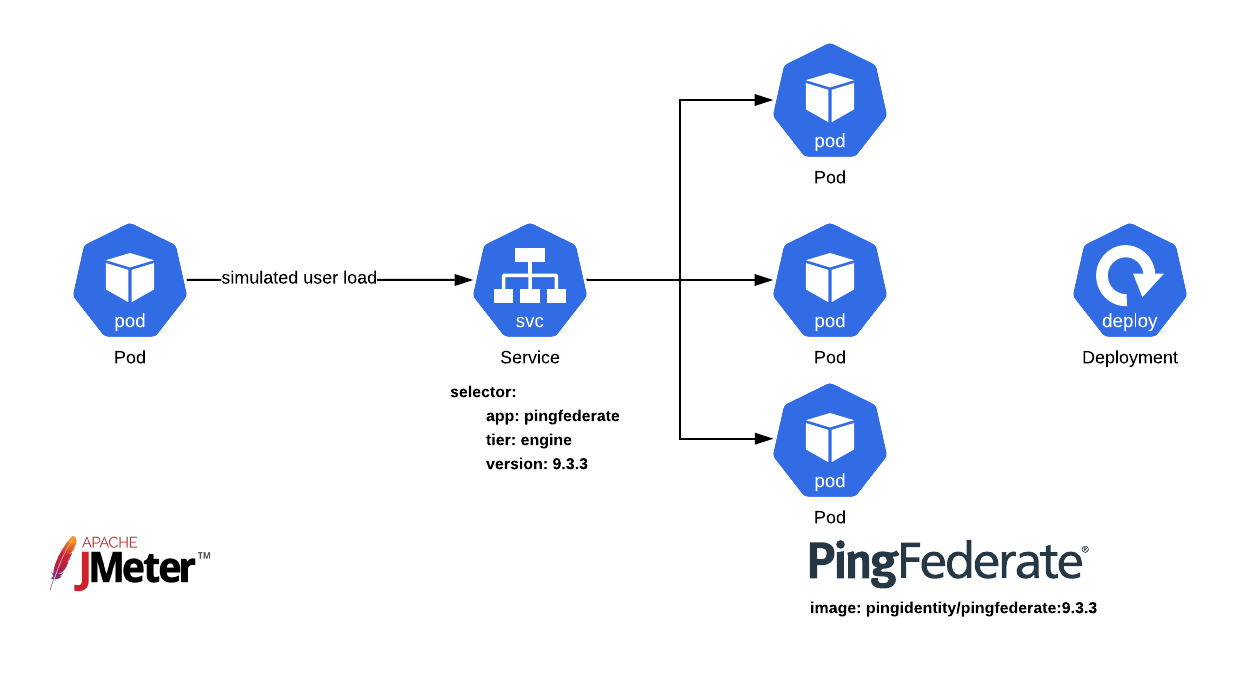 pod
Pod
pod
Pod
simulated user load
svc
Service
selector:
app: pingfederate
tier: engine
version: 9.3.3
pod
Pod
deploy
Deployment
pod
Pod
APACHE
JMeter™
PingFederate®
image: pingidentity/pingfederate:9.3.3